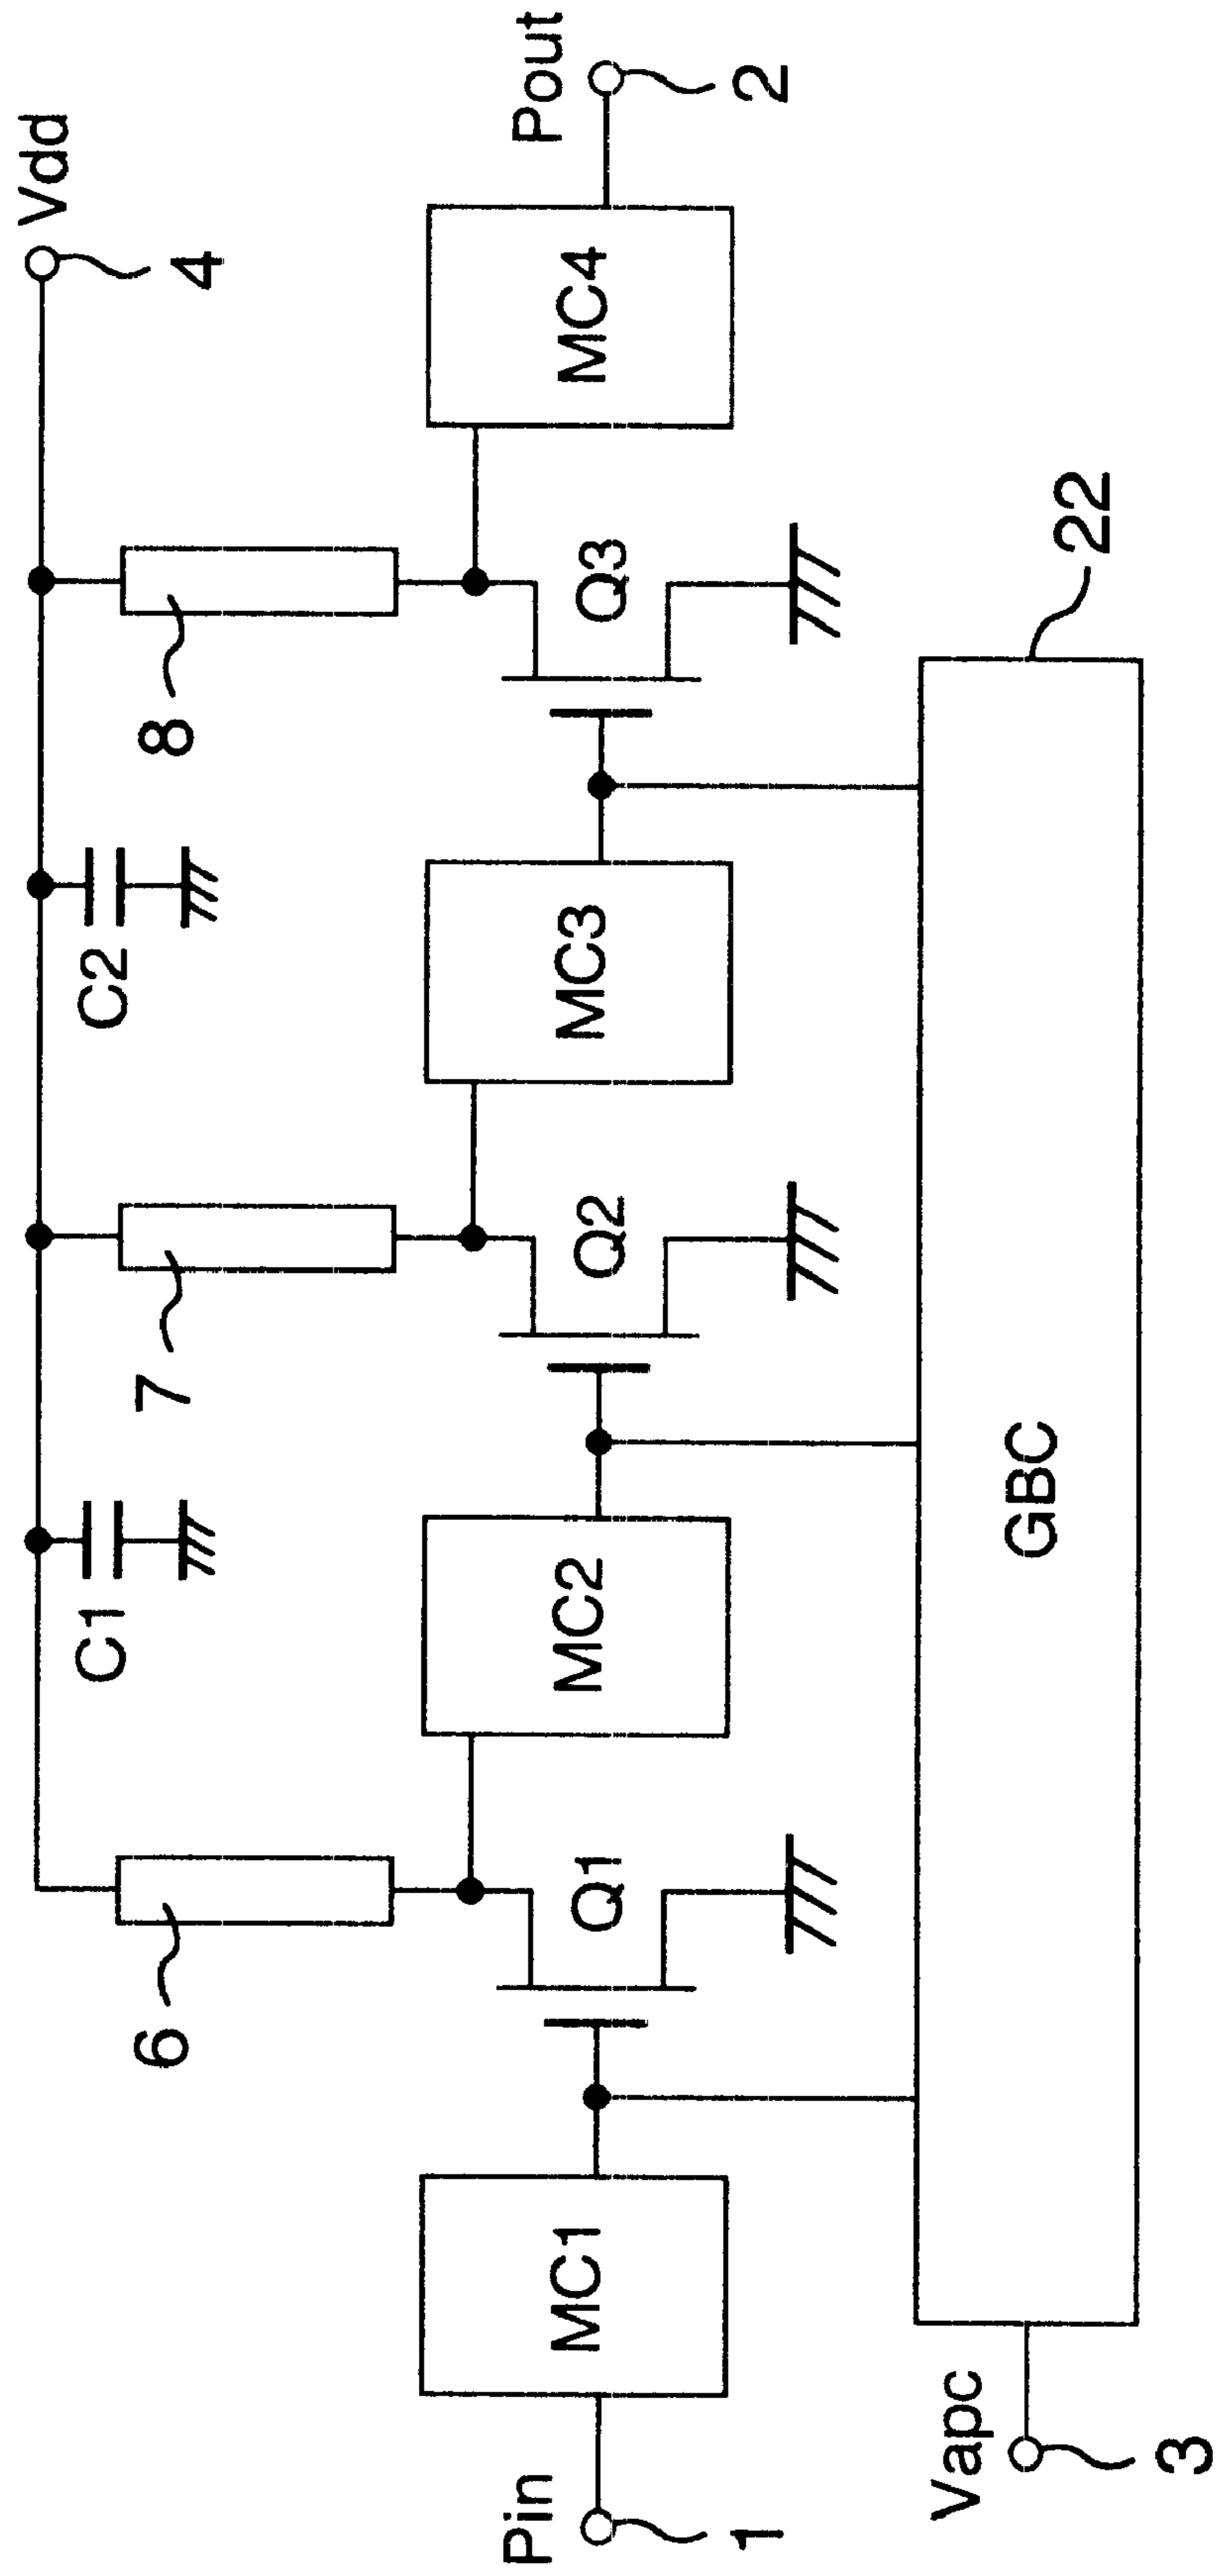 Vdd
4
C1
C2
6
7
8
Pin
1
MC1
Q1
MC2
Q2
MC3
Q3
MC4
Pout
2
Vapc
3
GBC
22